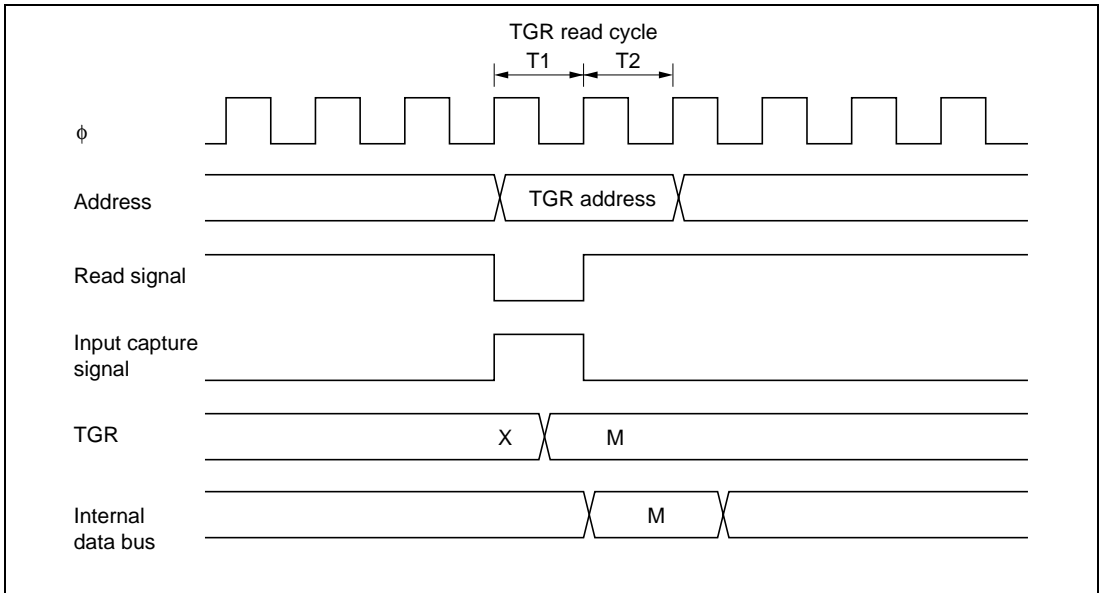 TGR read cycle
T1 T2
ϕ
Address
TGR address
Read signal
Input capture
signal
TGR
X M
Internal
data bus
M